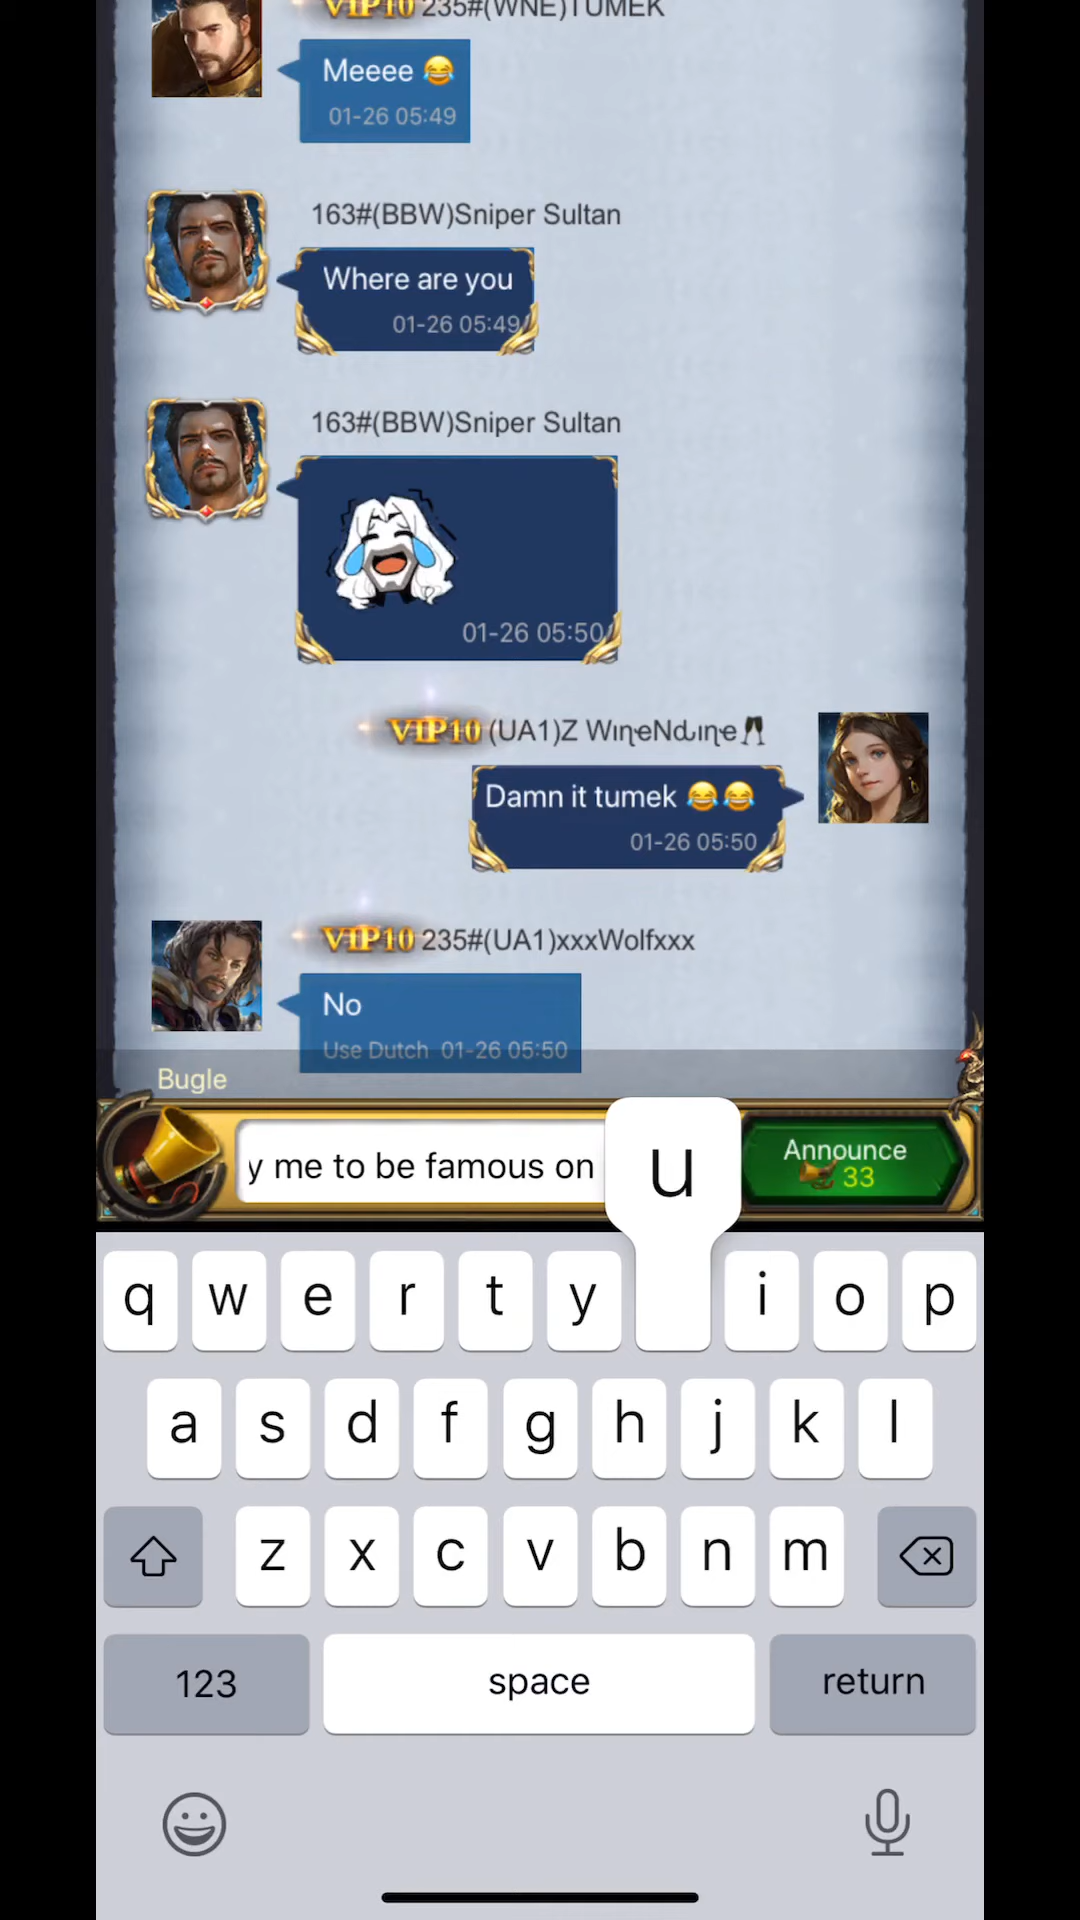 VIP10 235#(WNE)TUMEK
Meeee 😂
01-26 05:49
163#(BBW)Sniper Sultan
Where are you
01-26 05:49
163#(BBW)Sniper Sultan
01-26 05:50
VIP10 (UA1)Z WıɳeNԃıɳe🥂
Damn it tumek 😂😂
01-26 05:50
VIP10 235#(UA1)xxxWolfxxx
No
Use Dutch 01-26 05:50
Bugle
y me to be famous on
u
Announce
33
q w e r t y i o p
a s d f g h j k l
z x c v b n m
123 space return